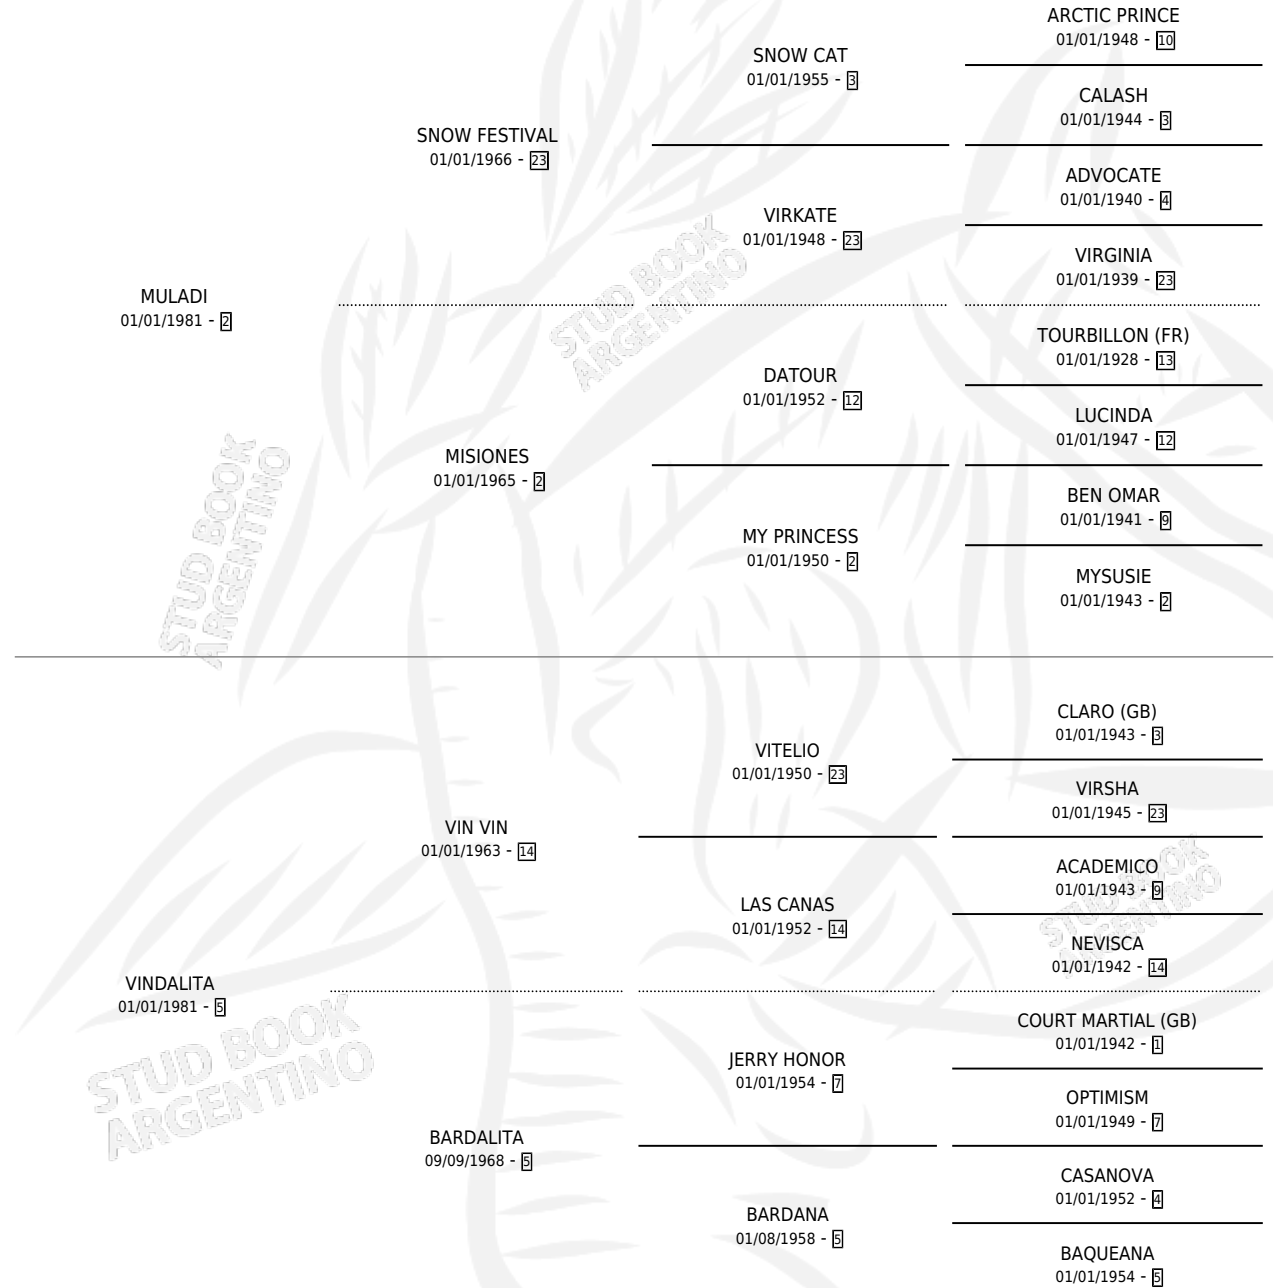 ARCTIC PRINCE
01/01/1948 - 10
SNOW CAT
01/01/1955 - 3
CALASH
01/01/1944 - 3
SNOW FESTIVAL
01/01/1966 - 23
ADVOCATE
01/01/1940 - 4
VIRKATE
01/01/1948 - 23
VIRGINIA
01/01/1939 - 23
MULADI
01/01/1981 - 2
TOURBILLON (FR)
01/01/1928 - 13
DATOUR
01/01/1952 - 12
LUCINDA
01/01/1947 - 12
MISIONES
01/01/1965 - 2
BEN OMAR
01/01/1941 - 9
MY PRINCESS
01/01/1950 - 2
MYSUSIE
01/01/1943 - 2
STUD BOOK
ARGENTINO
STUD BOOK
ARGENTINO
CLARO (GB)
01/01/1943 - 3
VITELIO
01/01/1950 - 23
VIRSHA
01/01/1945 - 23
VIN VIN
01/01/1963 - 14
ACADEMICO
01/01/1943 - 9
LAS CANAS
01/01/1952 - 14
NEVISCA
01/01/1942 - 14
VINDALITA
01/01/1981 - 5
COURT MARTIAL (GB)
01/01/1942 - 1
JERRY HONOR
01/01/1954 - 7
OPTIMISM
01/01/1949 - 7
BARDALITA
09/09/1968 - 5
CASANOVA
01/01/1952 - 4
BARDANA
01/08/1958 - 5
BAQUEANA
01/01/1954 - 5
STUD BOOK
ARGENTINO
STUD BOOK
ARGENTINO